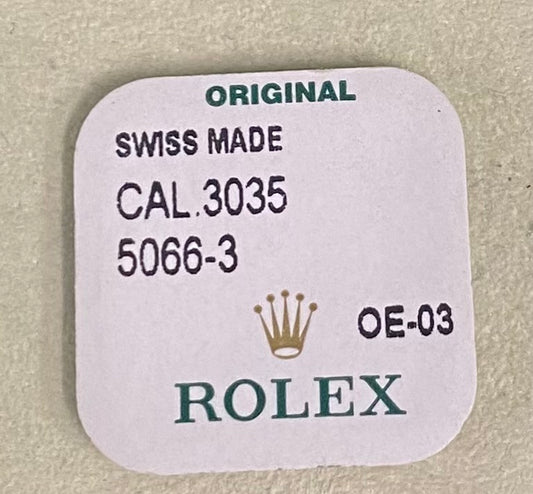 ORIGINAL
SWISS MADE
CAL.3035
5066-3
OE-03
ROLEX